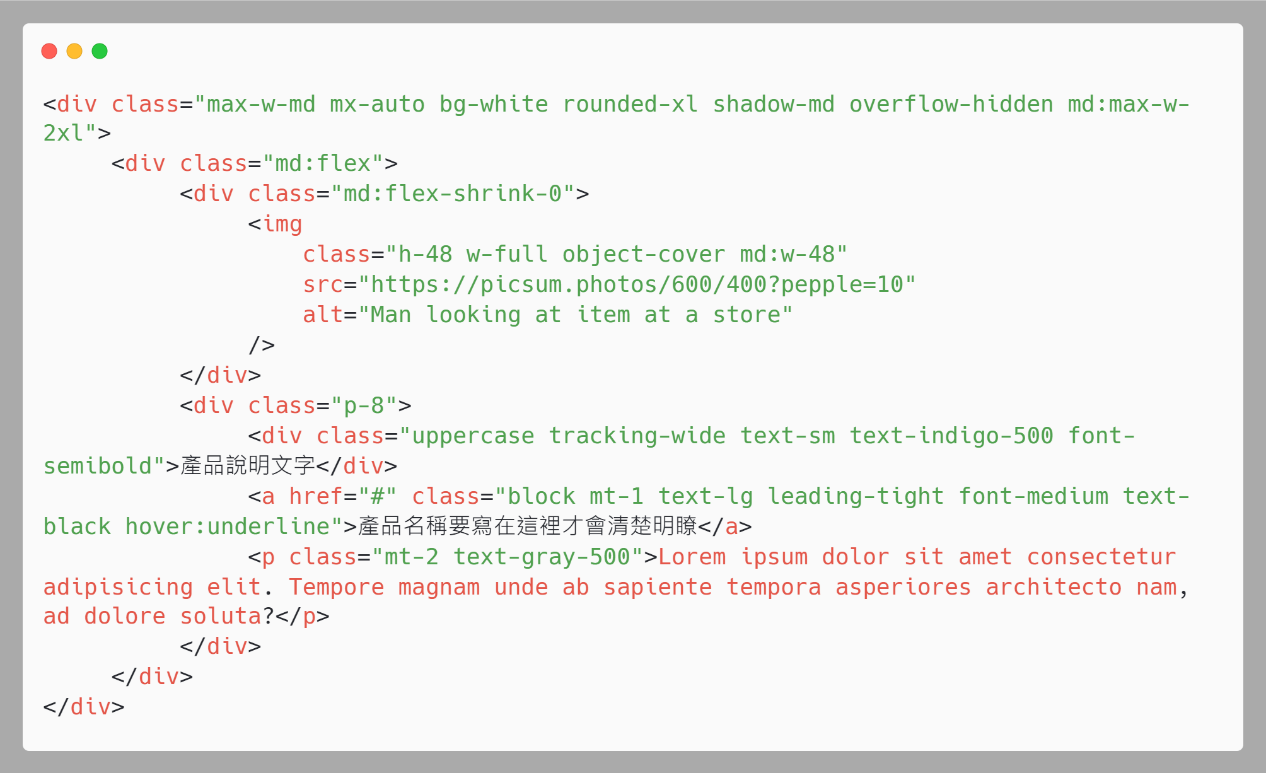 <div class="max-w-md mx-auto bg-white rounded-xl shadow-md overflow-hidden md:max-w-
2xl">
     <div class="md:flex">
          <div class="md:flex-shrink-0">
               <img
                   class="h-48 w-full object-cover md:w-48"
                   src="https://picsum.photos/600/400?pepple=10"
                   alt="Man looking at item at a store"
               />
          </div>
          <div class="p-8">
               <div class="uppercase tracking-wide text-sm text-indigo-500 font-
semibold">產品說明文字</div>
               <a href="#" class="block mt-1 text-lg leading-tight font-medium text-
black hover:underline">產品名稱要寫在這裡才會清楚明瞭</a>
               <p class="mt-2 text-gray-500">Lorem ipsum dolor sit amet consectetur
adipisicing elit. Tempore magnam unde ab sapiente tempora asperiores architecto nam,
ad dolore soluta?</p>
          </div>
     </div>
</div>